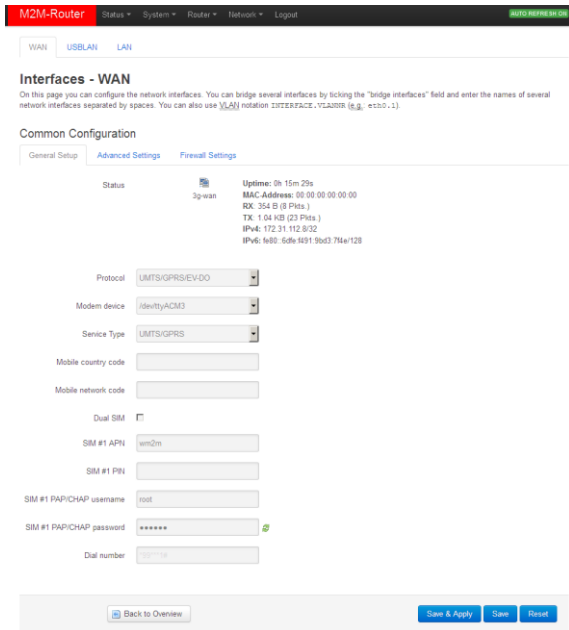 M2M-Router Status System Router Network Logout AUTO REFRESH ON
WAN USBLAN LAN
Interfaces - WAN
On this page you can configure the network interfaces. You can bridge several interfaces by ticking the "bridge interfaces" field and enter the names of several
network interfaces separated by spaces. You can also use VLAN notation INTERFACE.VLANNR (e.g.: eth0.1).
Common Configuration
General Setup Advanced Settings Firewall Settings
Status
3g-wan
Uptime: 0h 15m 29s
MAC-Address: 00:00:00:00:00:00
RX: 354 B (8 Pkts.)
TX: 1.04 KB (23 Pkts.)
IPv4: 172.31.112.8/32
IPv6: fe80::6dfe:f491:9bd3:7f4e/128
Protocol UMTS/GPRS/EV-DO
Modem device /dev/ttyACM3
Service Type UMTS/GPRS
Mobile country code
Mobile network code
Dual SIM
SIM #1 APN wm2m
SIM #1 PIN
SIM #1 PAP/CHAP username root
SIM #1 PAP/CHAP password ••••••
Dial number
Back to Overview Save & Apply Save Reset